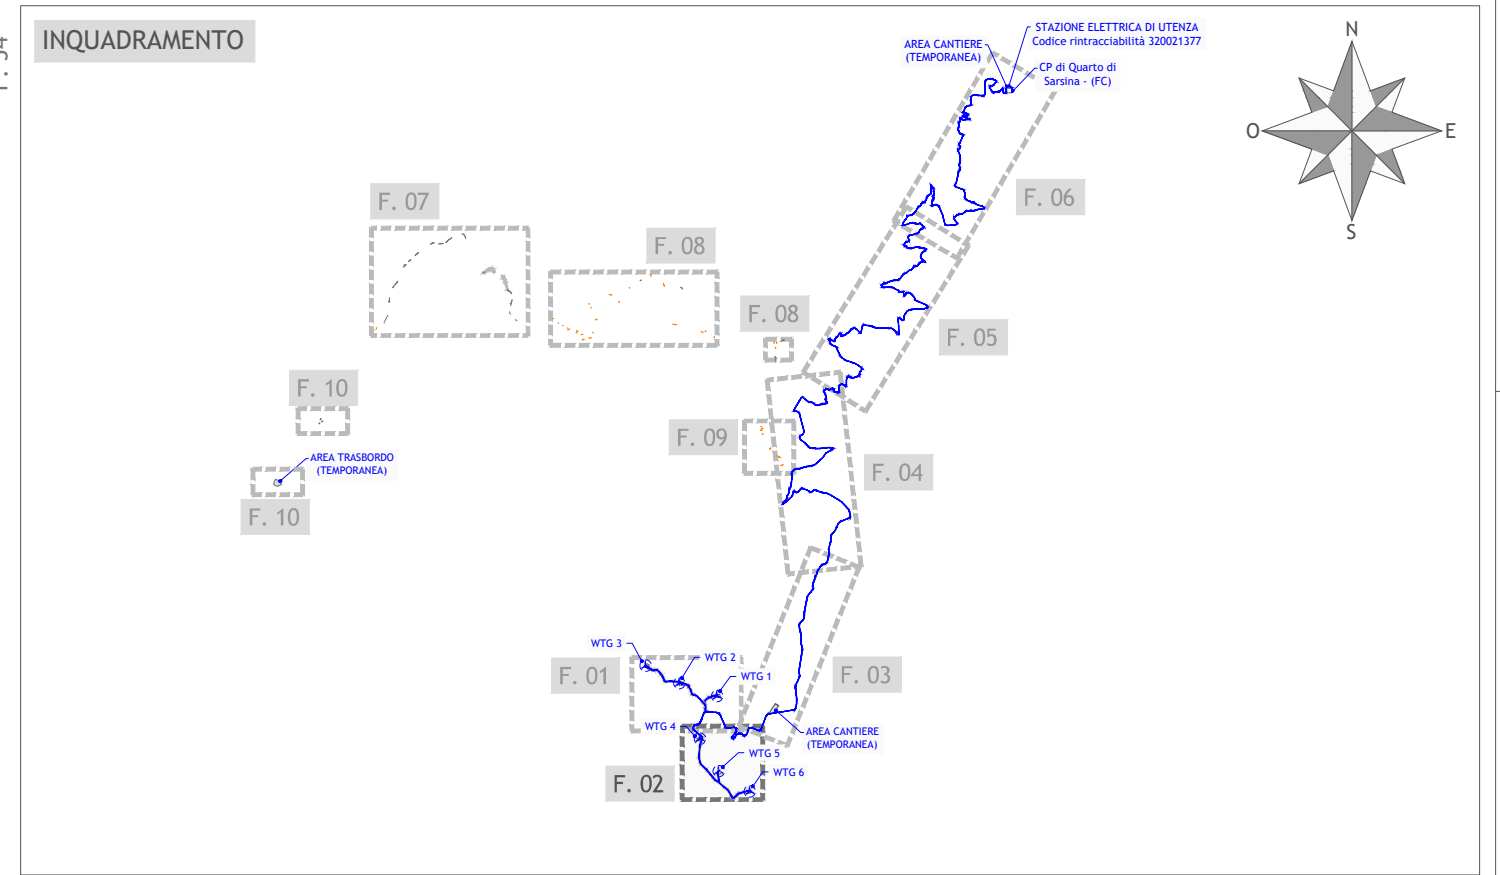 INQUADRAMENTO
STAZIONE ELETTRICA DI UTENZA
Codice rintracciabilità 320021377
AREA CANTIERE
(TEMPORANEA)
CP di Quarto di
Sarsina - (FC)
N
O
E
S
F. 06
F. 07
F. 08
F. 08
F. 05
F. 10
F. 09
AREA TRASBORDO
(TEMPORANEA)
F. 04
F. 10
WTG 3
WTG 2
F. 01
WTG 1
F. 03
WTG 4
AREA CANTIERE
(TEMPORANEA)
WTG 5
WTG 6
F. 02